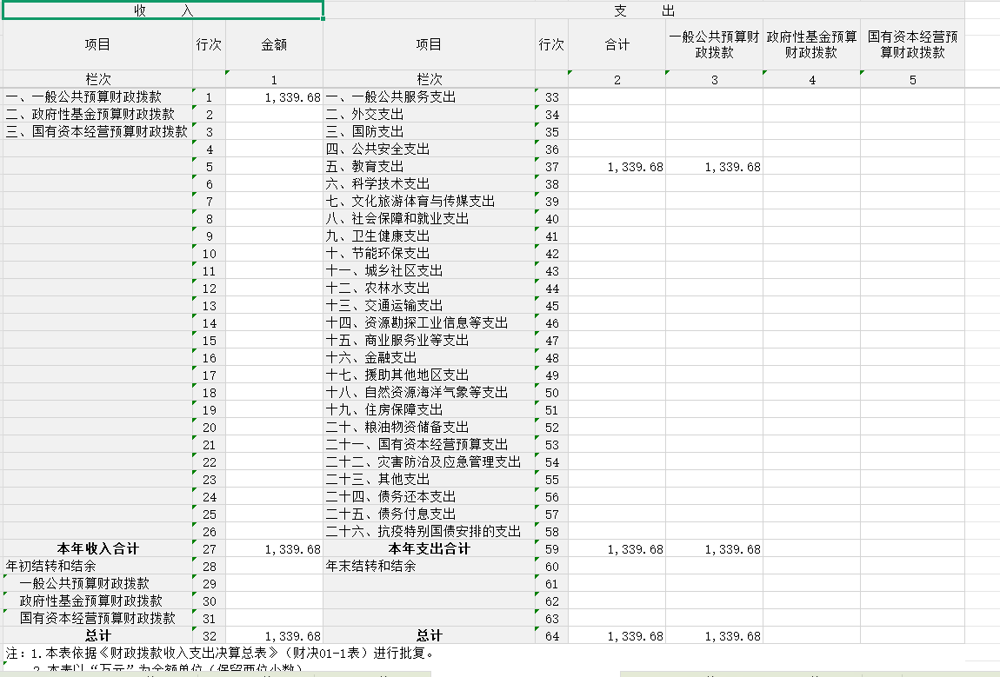 收 入 支 出
项目 行次 金额 项目 行次 合计 一般公共预算财政拨款 政府性基金预算财政拨款 国有资本经营预算财政拨款
栏次 1 栏次 2 3 4 5
一、一般公共预算财政拨款 1 1,339.68 一、一般公共服务支出 33
二、政府性基金预算财政拨款 2 二、外交支出 34
三、国有资本经营预算财政拨款 3 三、国防支出 35
4 四、公共安全支出 36
5 五、教育支出 37 1,339.68 1,339.68
6 六、科学技术支出 38
7 七、文化旅游体育与传媒支出 39
8 八、社会保障和就业支出 40
9 九、卫生健康支出 41
10 十、节能环保支出 42
11 十一、城乡社区支出 43
12 十二、农林水支出 44
13 十三、交通运输支出 45
14 十四、资源勘探工业信息等支出 46
15 十五、商业服务业等支出 47
16 十六、金融支出 48
17 十七、援助其他地区支出 49
18 十八、自然资源海洋气象等支出 50
19 十九、住房保障支出 51
20 二十、粮油物资储备支出 52
21 二十一、国有资本经营预算支出 53
22 二十二、灾害防治及应急管理支出 54
23 二十三、其他支出 55
24 二十四、债务还本支出 56
25 二十五、债务付息支出 57
26 二十六、抗疫特别国债安排的支出 58
本年收入合计 27 1,339.68 本年支出合计 59 1,339.68 1,339.68
年初结转和结余 28 年末结转和结余 60
一般公共预算财政拨款 29 61
政府性基金预算财政拨款 30 62
国有资本经营预算财政拨款 31 63
总计 32 1,339.68 总计 64 1,339.68 1,339.68
注：1.本表依据《财政拨款收入支出决算总表》（财决01-1表）进行批复。
2.本表以“万元”为金额单位（保留两位小数）